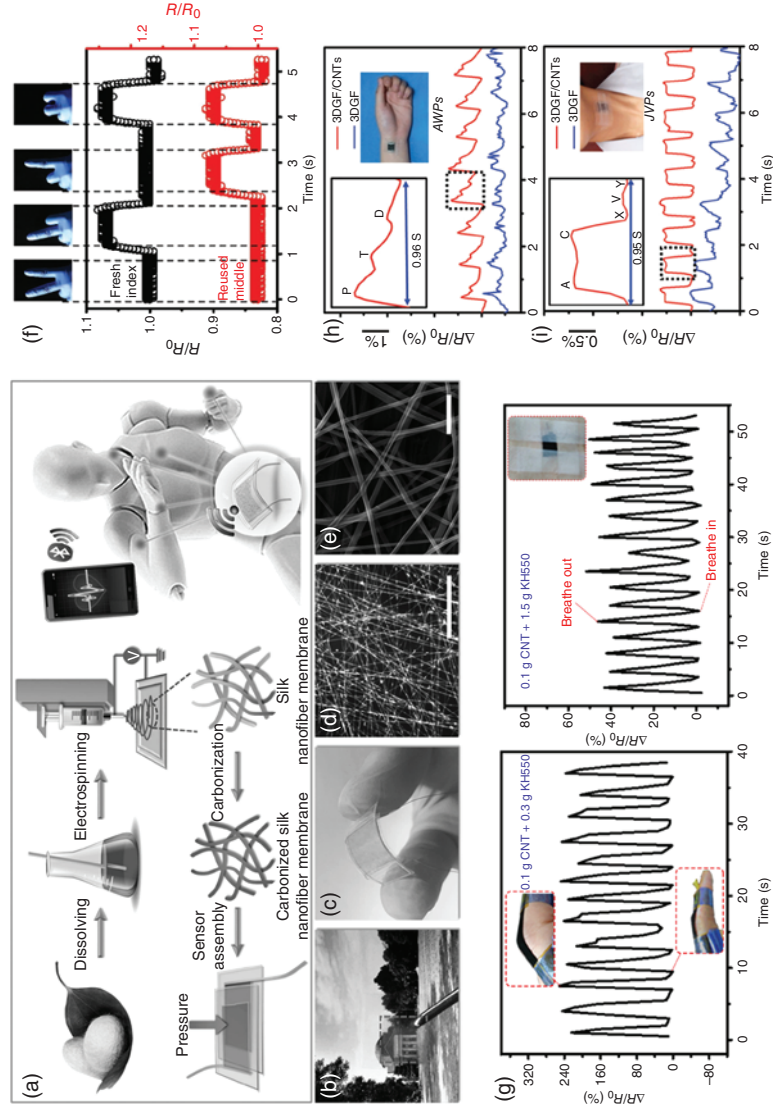 (a)
Dissolving
Electrospinning
V
Pressure
Sensor
assembly
Carbonized silk
nanofiber membrane
Carbonization
Silk
nanofiber membrane
(b)
(c)
(d)
(e)
(f)
R/R0
1.1
1.0
0.9
0.8
Fresh
index
Reused
middle
R/R0
1.2
1.1
1.0
0 1 2 3 4 5
Time (s)
(g)
ΔR/R0 (%)
320
240
160
80
0
−80
0.1 g CNT + 0.3 g KH550
0 10 20 30 40
Time (s)
ΔR/R0 (%)
80
60
40
20
0
0.1 g CNT + 1.5 g KH550
Breathe out
Breathe in
0 10 20 30 40 50
Time (s)
(h)
1%
ΔR/R0 (%)
P
T
D
0.96 S
3DGF/CNTs
3DGF
AWPs
0 2 4 6 8
(i)
0.5%
ΔR/R0 (%)
A
C
X
V
Y
0.95 S
3DGF/CNTs
3DGF
JVPs
0 2 4 6 8
Time (s)